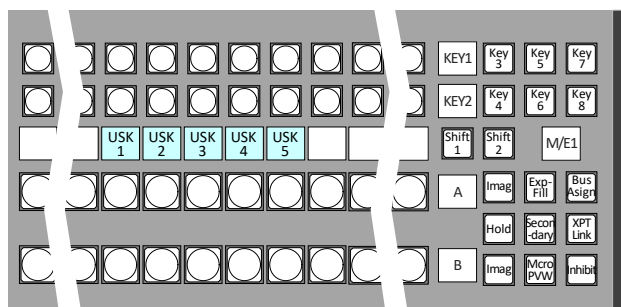 KEY1 Key 3 Key 5 Key 7
KEY2 Key 4 Key 6 Key 8
USK 1 USK 2 USK 3 USK 4 USK 5 Shift 1 Shift 2 M/E1
A Imag Exp-Fill Bus Asign
Hold Secon-dary XPT Link
B Imag Mcro PVW Inhibit